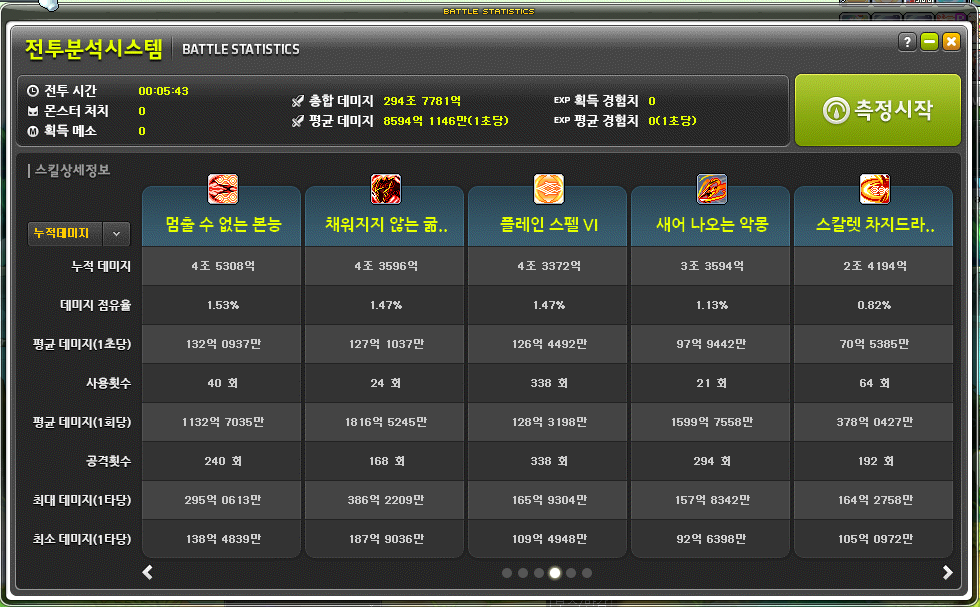 BATTLE STATISTICS
전투분석시스템 BATTLE STATISTICS
?
전투 시간 00:05:43
몬스터 처치 0
획득 메소 0
총합 데미지 294조 7781억
평균 데미지 8594억 1146만(1초당)
EXP 획득 경험치 0
EXP 평균 경험치 0(1초당)
측정시작
스킬상세정보
누적데미지
멈출 수 없는 본능 채워지지 않는 굶.. 플레인 스펠 VI 새어 나오는 악몽 스칼렛 차지드라..
누적 데미지 4조 5308억 4조 3596억 4조 3372억 3조 3594억 2조 4194억
데미지 점유율 1.53% 1.47% 1.47% 1.13% 0.82%
평균 데미지(1초당) 132억 0937만 127억 1037만 126억 4492만 97억 9442만 70억 5385만
사용횟수 40 회 24 회 338 회 21 회 64 회
평균 데미지(1회당) 1132억 7035만 1816억 5245만 128억 3198만 1599억 7558만 378억 0427만
공격횟수 240 회 168 회 338 회 294 회 192 회
최대 데미지(1타당) 295억 0613만 386억 2209만 165억 9304만 157억 8342만 164억 2758만
최소 데미지(1타당) 138억 4839만 187억 9036만 109억 4948만 92억 6398만 105억 0972만